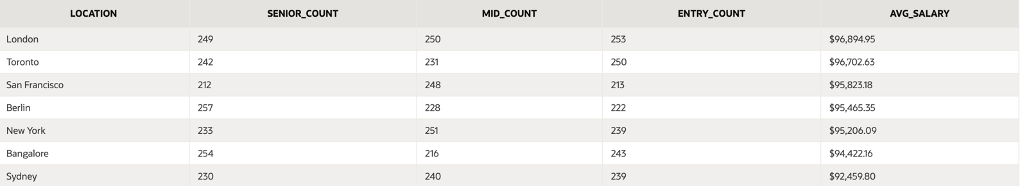 LOCATION SENIOR_COUNT MID_COUNT ENTRY_COUNT AVG_SALARY
London 249 250 253 $96,894.95
Toronto 242 231 250 $96,702.63
San Francisco 212 248 213 $95,823.18
Berlin 257 228 222 $95,465.35
New York 233 251 239 $95,206.09
Bangalore 254 216 243 $94,422.16
Sydney 230 240 239 $92,459.80